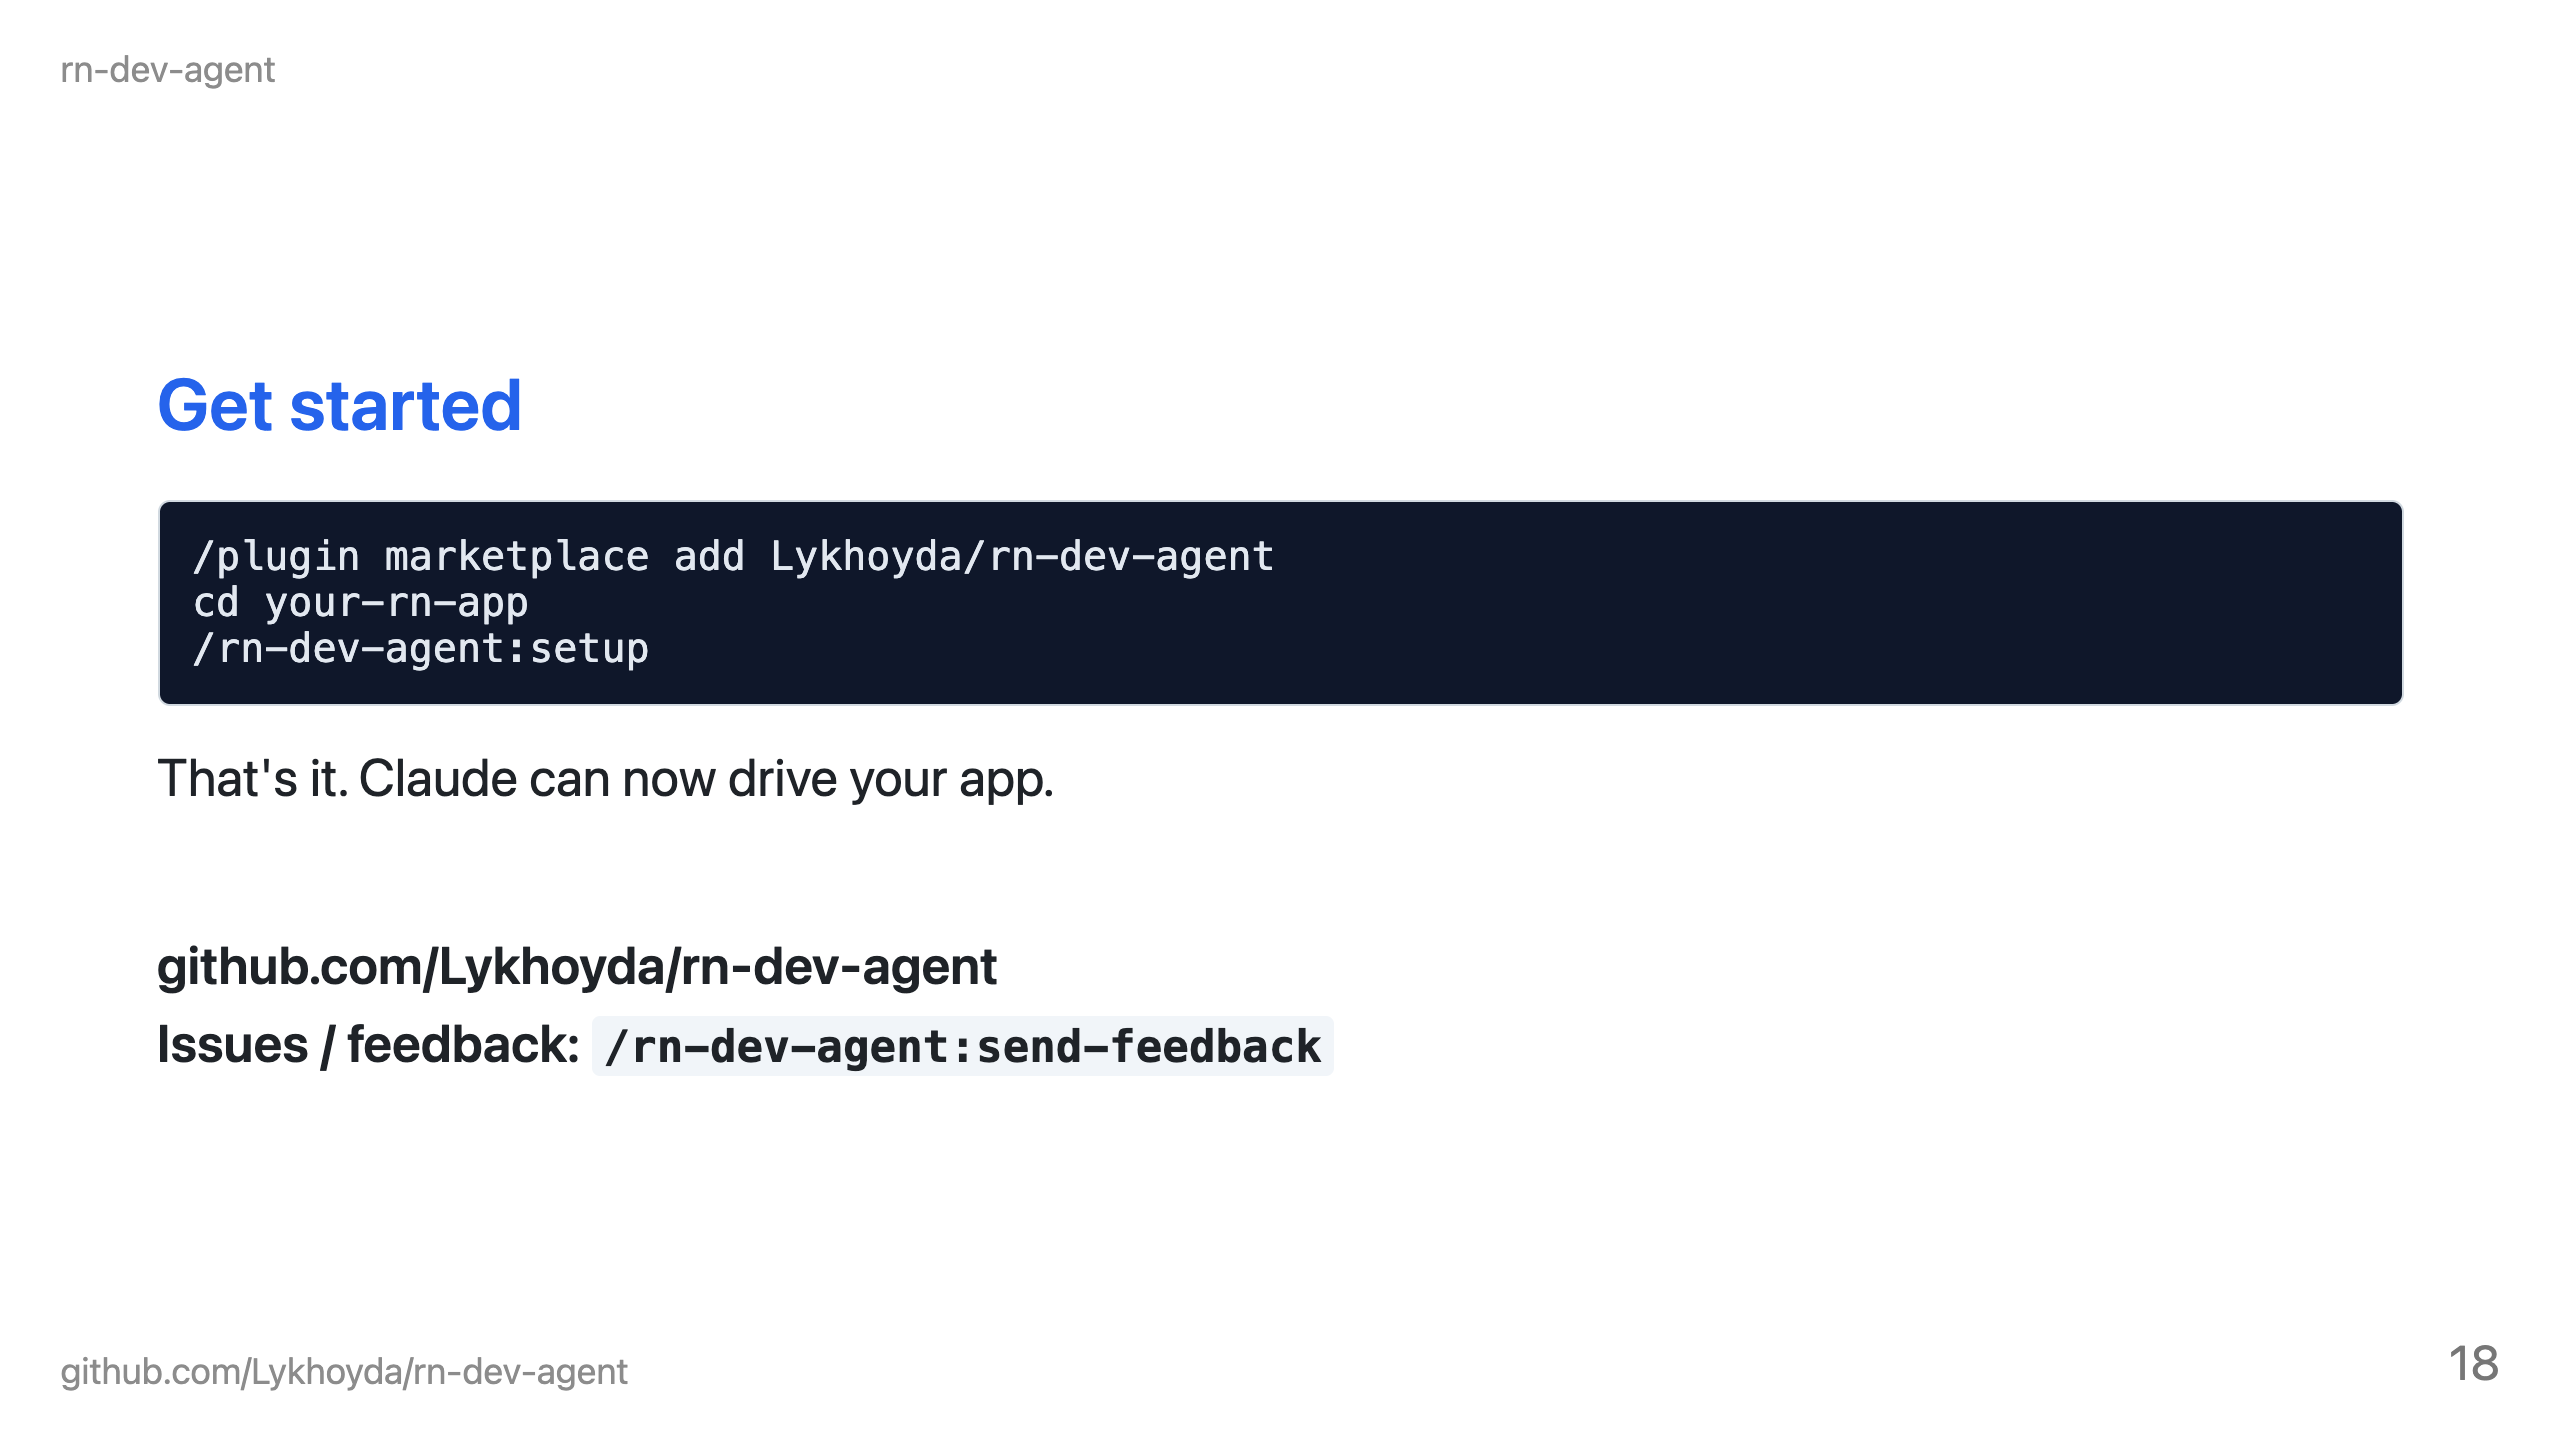 rn-dev-agent
Get started
/plugin marketplace add Lykhoyda/rn-dev-agent
cd your-rn-app
/rn-dev-agent:setup
That's it. Claude can now drive your app.
github.com/Lykhoyda/rn-dev-agent
Issues / feedback: /rn-dev-agent:send-feedback
github.com/Lykhoyda/rn-dev-agent
18